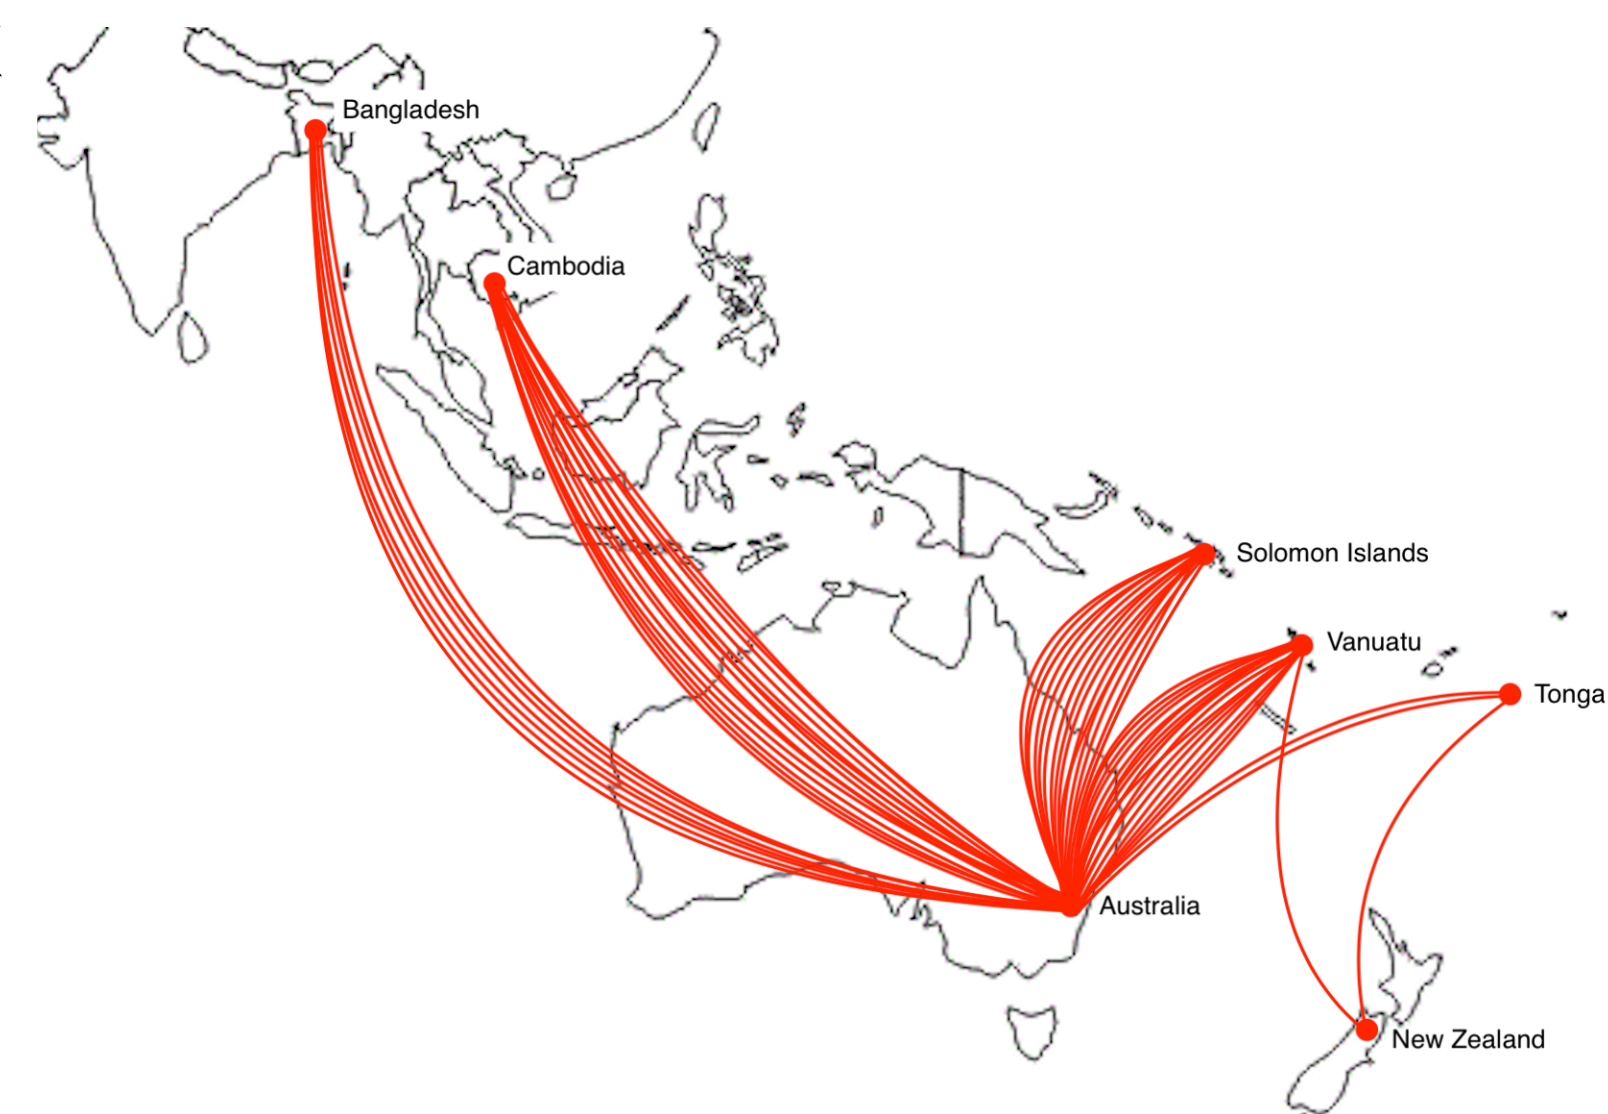 Bangladesh
Cambodia
Solomon Islands
Vanuatu
Tonga
Australia
New Zealand